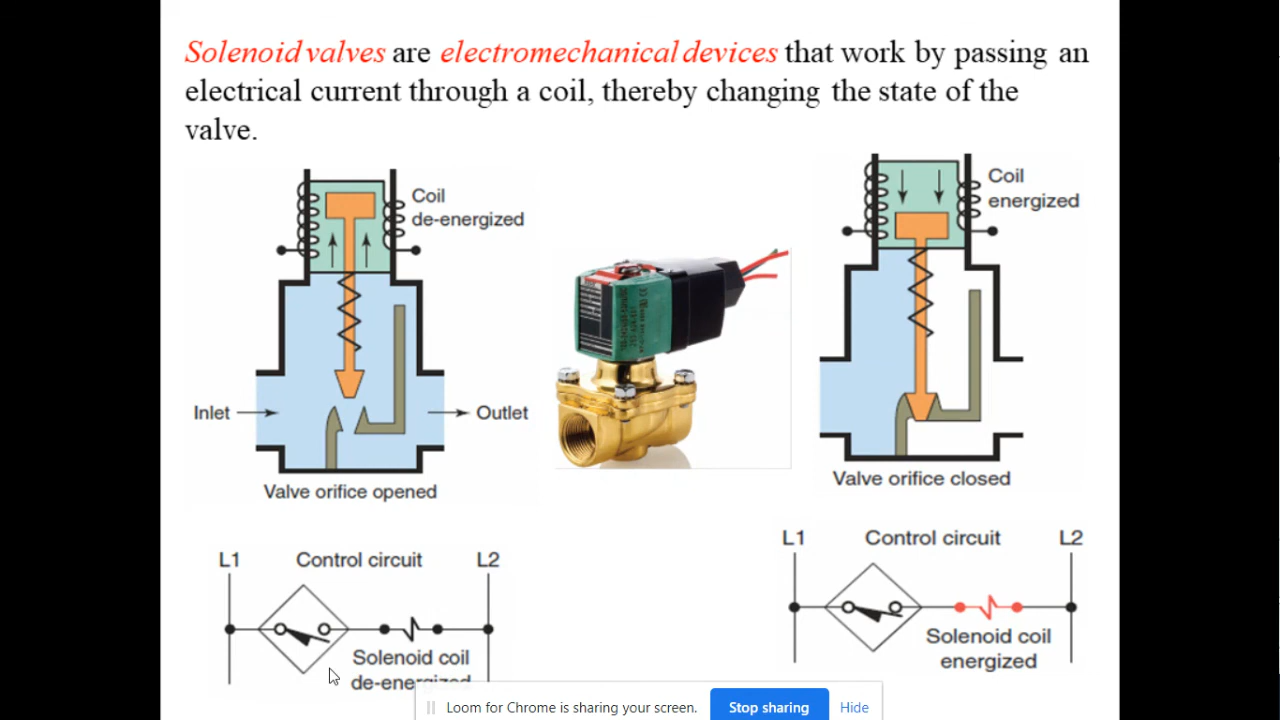 Solenoid valves are electromechanical devices that work by passing an
electrical current through a coil, thereby changing the state of the
valve.
Coil
de-energized
Inlet
Outlet
Valve orifice opened
Coil
energized
Valve orifice closed
L1
Control circuit
L2
Solenoid coil
L1
Control circuit
L2
Solenoid coil
energized
Loom for Chrome is sharing your screen.
Stop sharing
Hide